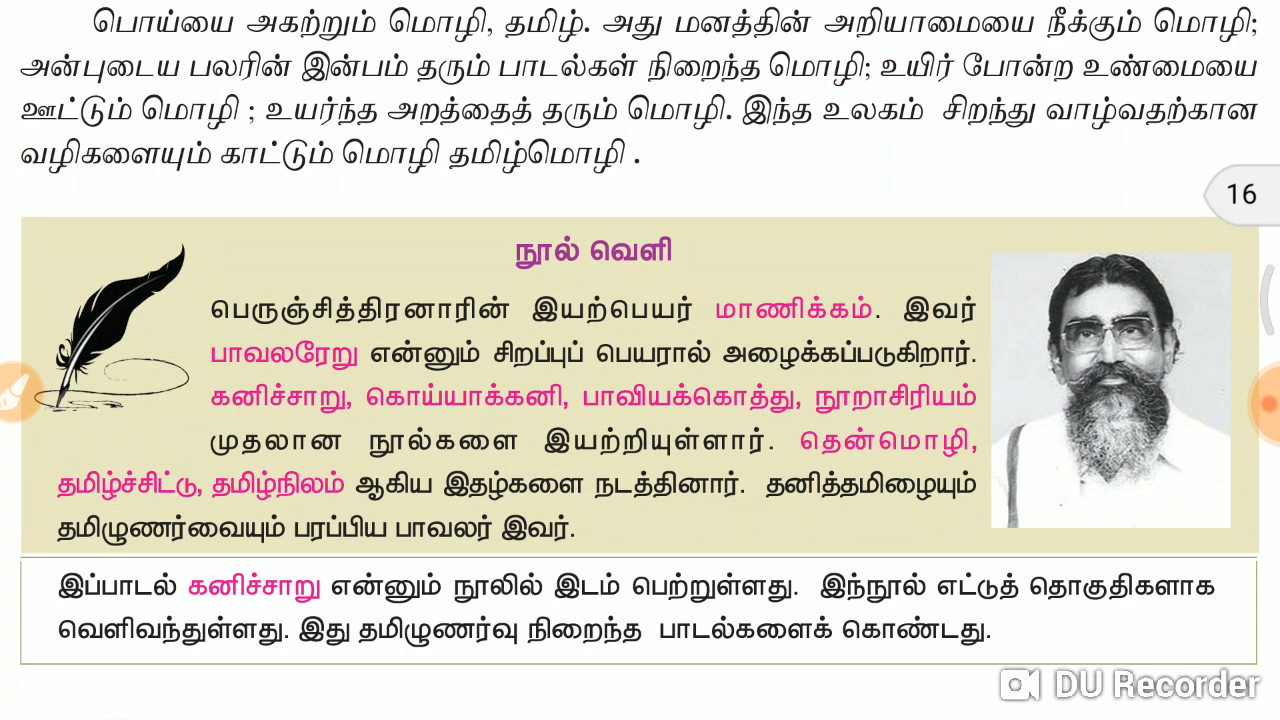 பொய்யை அகற்றும் மொழி, தமிழ். அது மனத்தின் அறியாமையை நீக்கும் மொழி;
அன்புடைய பலரின் இன்பம் தரும் பாடல்கள் நிறைந்த மொழி; உயிர் போன்ற உண்மையை
ஊட்டும் மொழி ; உயர்ந்த அறத்தைத் தரும் மொழி. இந்த உலகம் சிறந்து வாழ்வதற்கான
வழிகளையும் காட்டும் மொழி தமிழ்மொழி .
16
நூல் வெளி
பெருஞ்சித்திரனாரின் இயற்பெயர் மாணிக்கம். இவர்
பாவலரேறு என்னும் சிறப்புப் பெயரால் அழைக்கப்படுகிறார்.
கனிச்சாறு, கொய்யாக்கனி, பாவியக்கொத்து, நூறாசிரியம்
முதலான நூல்களை இயற்றியுள்ளார். தென்மொழி,
தமிழ்ச்சிட்டு, தமிழ்நிலம் ஆகிய இதழ்களை நடத்தினார். தனித்தமிழையும்
தமிழுணர்வையும் பரப்பிய பாவலர் இவர்.
இப்பாடல் கனிச்சாறு என்னும் நூலில் இடம் பெற்றுள்ளது. இந்நூல் எட்டுத் தொகுதிகளாக
வெளிவந்துள்ளது. இது தமிழுணர்வு நிறைந்த பாடல்களைக் கொண்டது.
DU Recorder